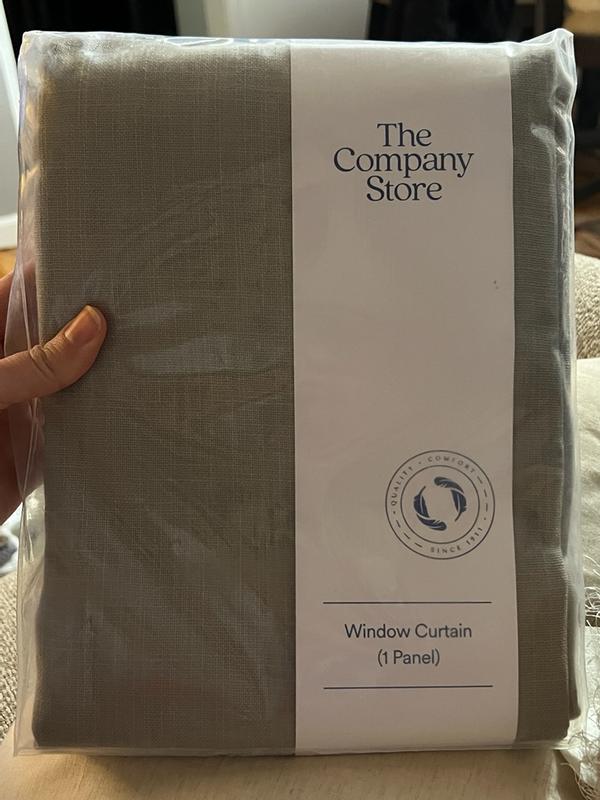 The
Company
Store
QUALITY • COMFORT
SINCE 1911
Window Curtain
(1 Panel)